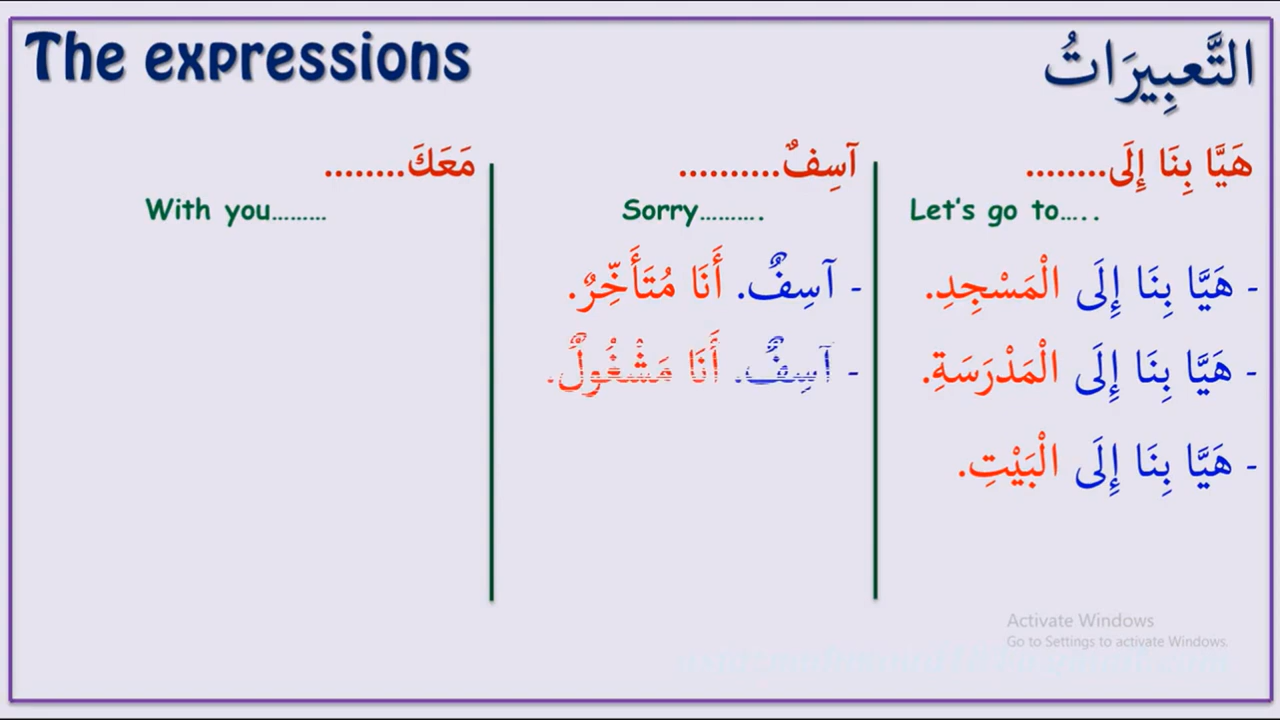 The expressions
التَّعبِيرَاتُ
هَيَّا بِنَا إِلَى........
Let's go to.....
- هَيَّا بِنَا إِلَى الْمَسْجِدِ.
- هَيَّا بِنَا إِلَى الْمَدْرَسَةِ.
- هَيَّا بِنَا إِلَى الْبَيْتِ.
آسِفٌ..........
Sorry..........
- آسِفٌ. أَنَا مُتَأَخِّرٌ.
- آسِفٌ. أَنَا مَشْغُولٌ.
مَعَكَ........
With you.........
Activate Windows
Go to Settings to activate Windows.